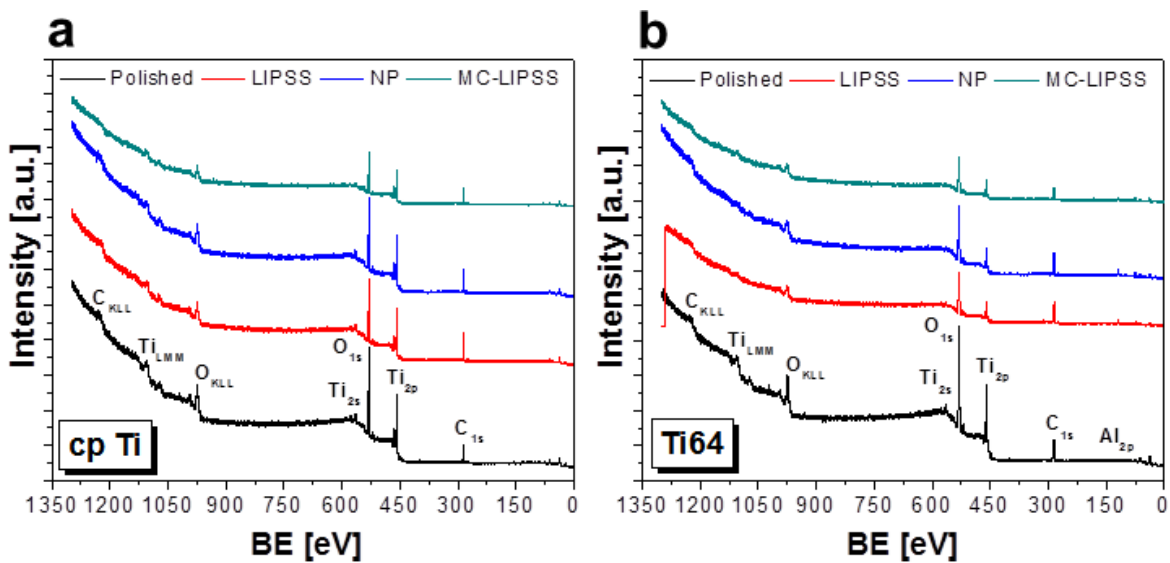 a
Polished LIPSS NP MC-LIPSS
Intensity [a.u.]
C KLL
Ti LMM
O KLL
Ti 2s
O 1s
Ti 2p
C 1s
cp Ti
1350 1200 1050 900 750 600 450 300 150 0
BE [eV]
b
Polished LIPSS NP MC-LIPSS
Intensity [a.u.]
C KLL
Ti LMM
O KLL
Ti 2s
O 1s
Ti 2p
C 1s
Al 2p
Ti64
1350 1200 1050 900 750 600 450 300 150 0
BE [eV]